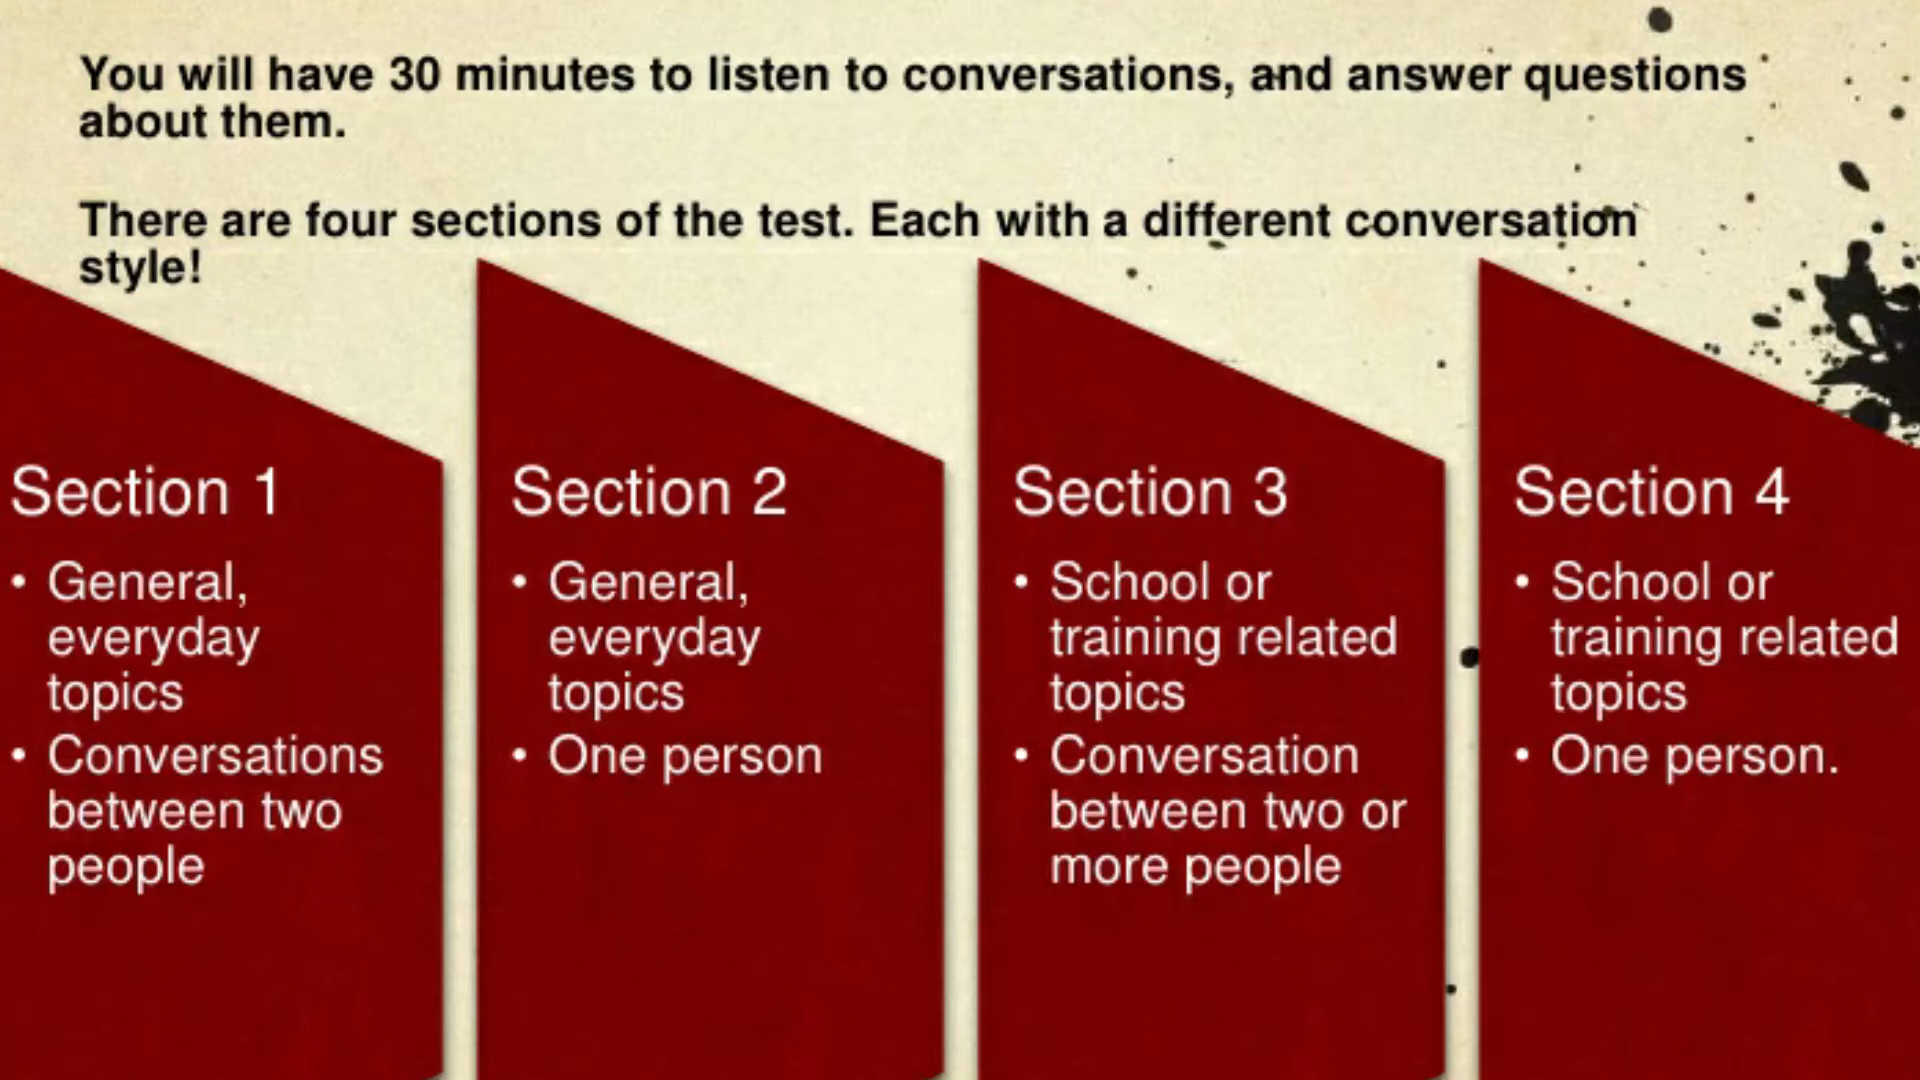 You will have 30 minutes to listen to conversations, and answer questions
about them.
There are four sections of the test. Each with a different conversation
style!
Section 1
• General,
everyday
topics
• Conversations
between two
people
Section 2
• General,
everyday
topics
• One person
Section 3
• School or
training related
topics
• Conversation
between two or
more people
Section 4
• School or
training related
topics
• One person.